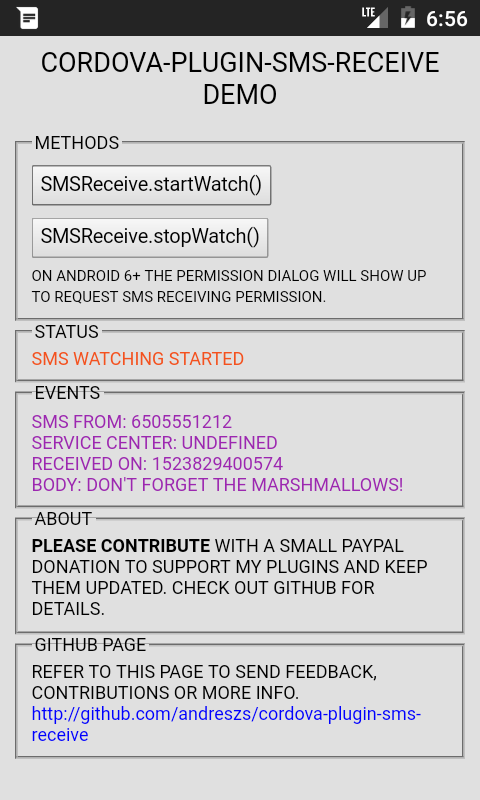 LTE 6:56
CORDOVA-PLUGIN-SMS-RECEIVE
DEMO
METHODS
SMSReceive.startWatch()
SMSReceive.stopWatch()
ON ANDROID 6+ THE PERMISSION DIALOG WILL SHOW UP
TO REQUEST SMS RECEIVING PERMISSION.
STATUS
SMS WATCHING STARTED
EVENTS
SMS FROM: 6505551212
SERVICE CENTER: UNDEFINED
RECEIVED ON: 1523829400574
BODY: DON'T FORGET THE MARSHMALLOWS!
ABOUT
PLEASE CONTRIBUTE WITH A SMALL PAYPAL
DONATION TO SUPPORT MY PLUGINS AND KEEP
THEM UPDATED. CHECK OUT GITHUB FOR
DETAILS.
GITHUB PAGE
REFER TO THIS PAGE TO SEND FEEDBACK,
CONTRIBUTIONS OR MORE INFO.
http://github.com/andreszs/cordova-plugin-sms-
receive